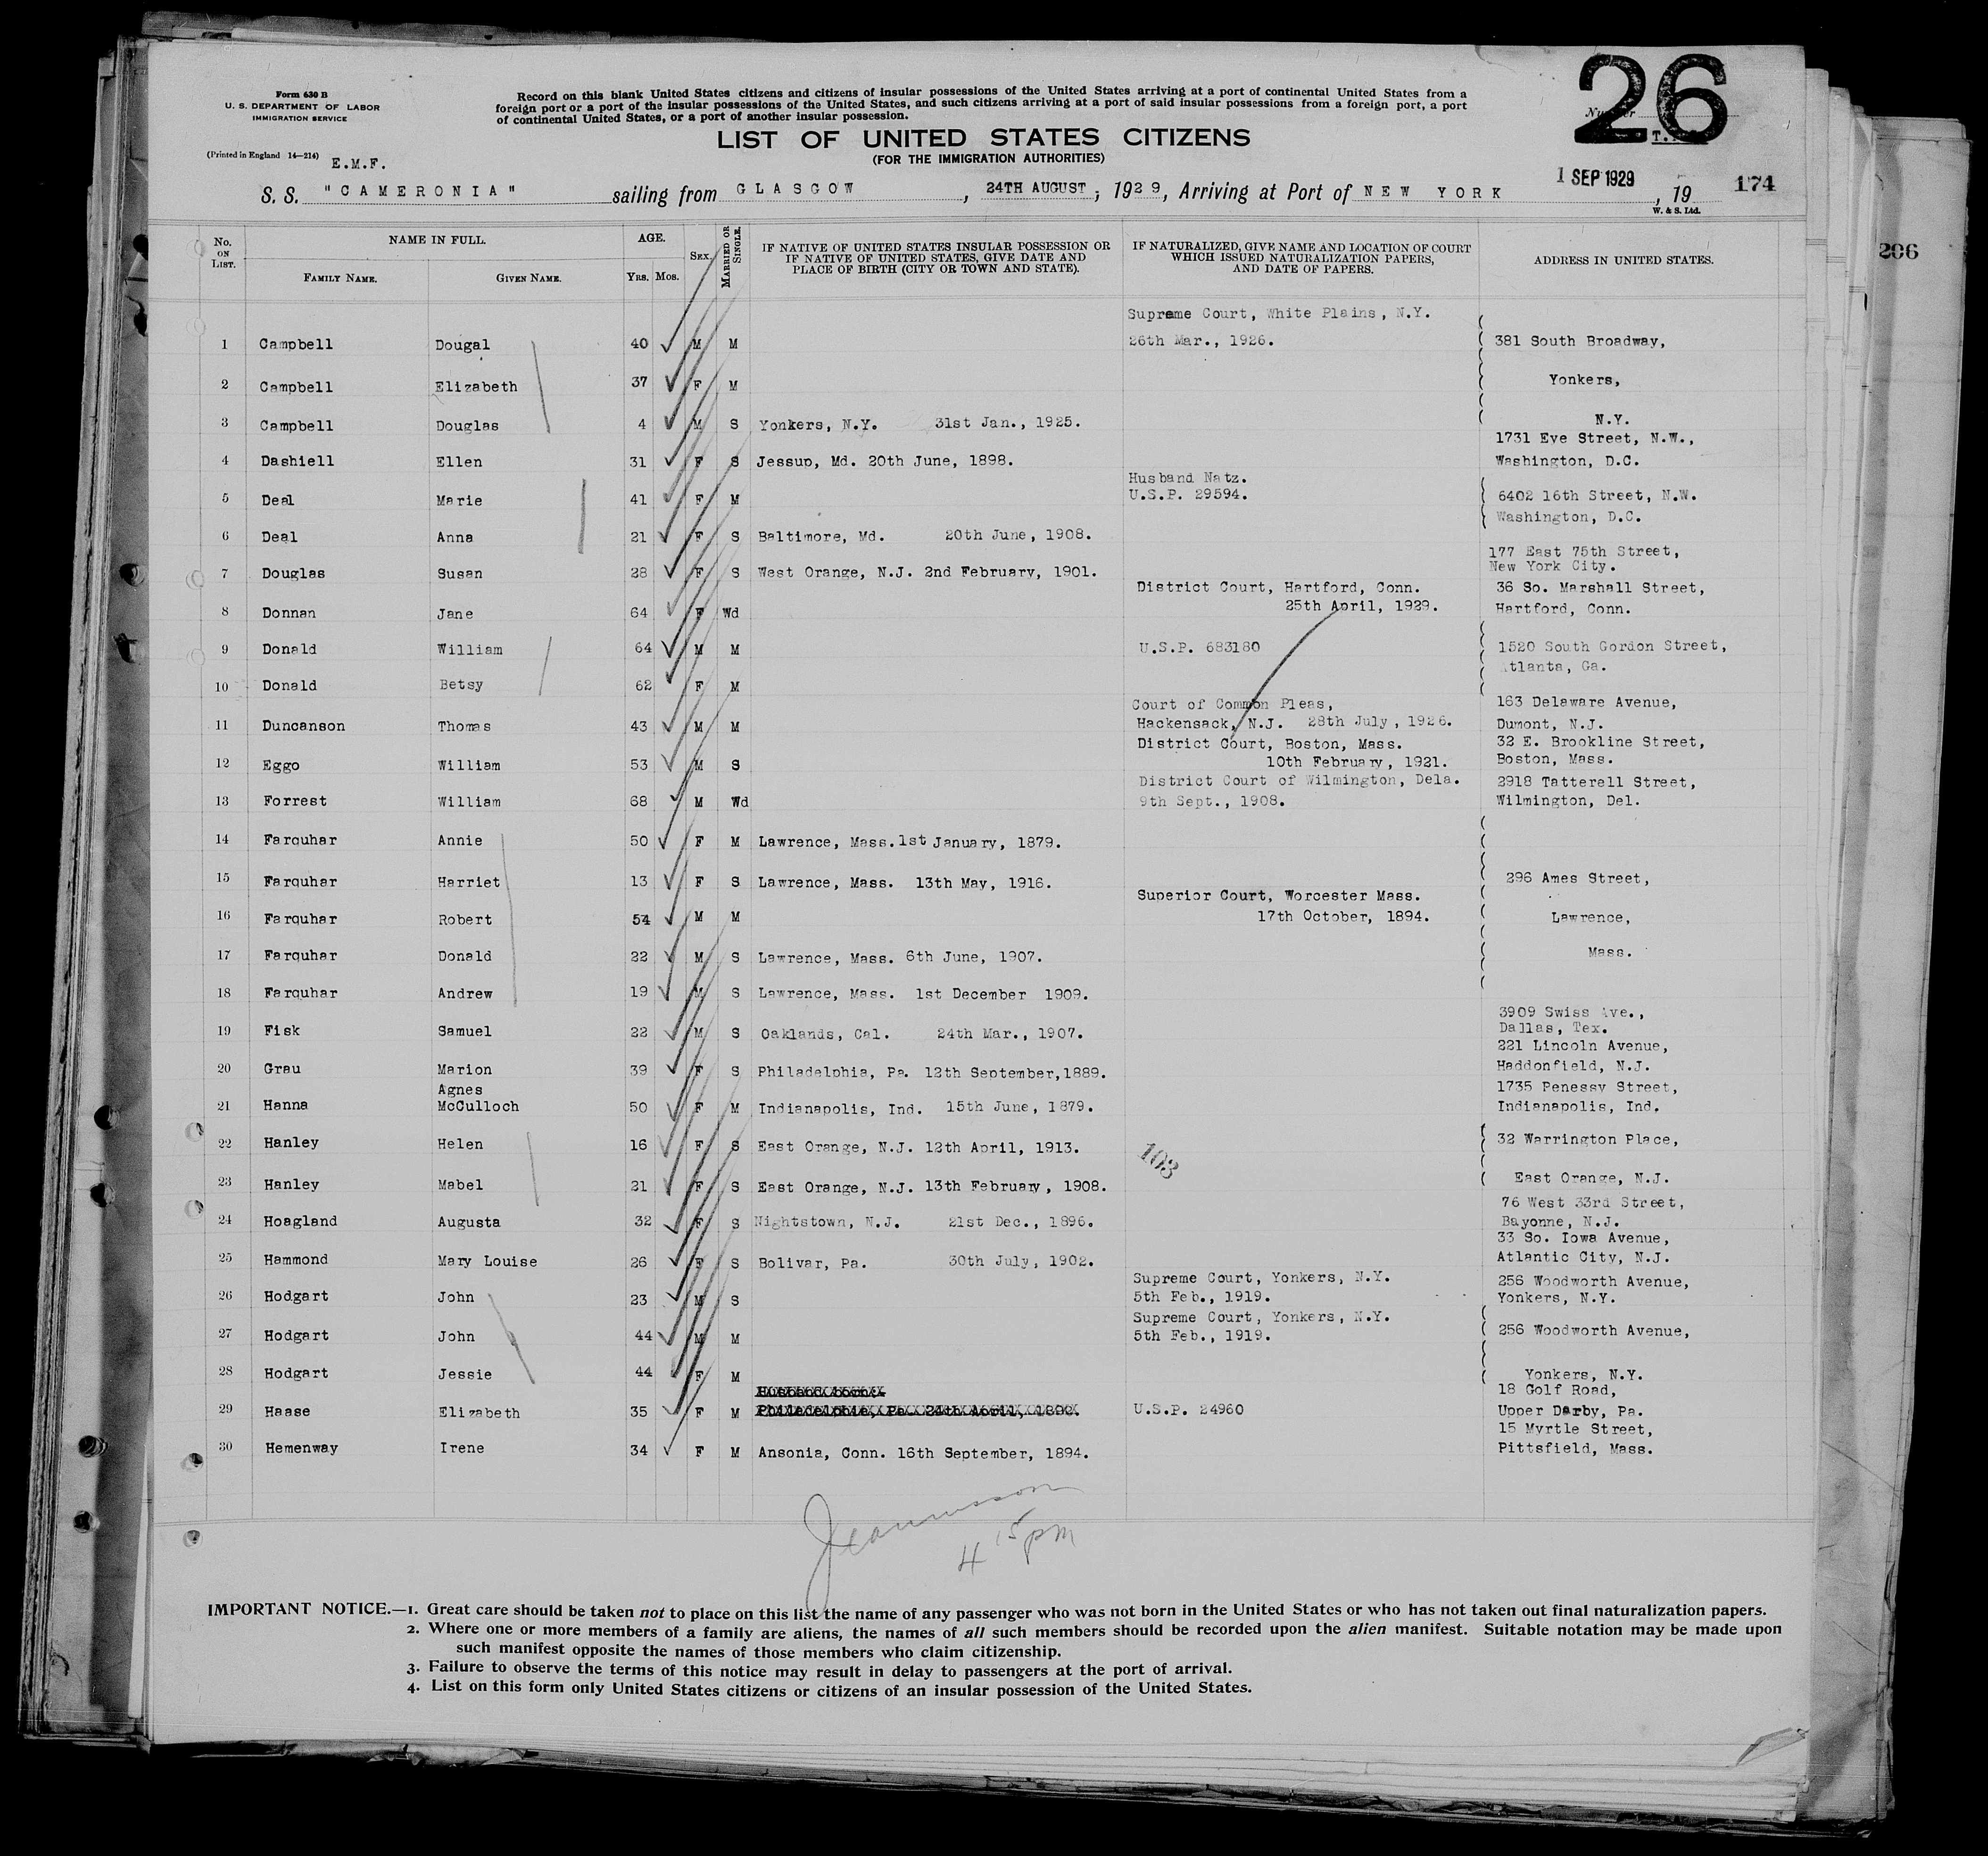 Form 630 B
U. S. DEPARTMENT OF LABOR
IMMIGRATION SERVICE
(Printed in England 14—214)
E.M.F.
Record on this blank United States citizens and citizens of insular possessions of the United States arriving at a port of continental United States from a
foreign port or a port of the insular possessions of the United States, and such citizens arriving at a port of said insular possessions from a foreign port, a port
of continental United States, or a port of another insular possession.
LIST OF UNITED STATES CITIZENS
(FOR THE IMMIGRATION AUTHORITIES)
Number
26
S. S. "CAMERONIA" sailing from GLASGOW, 24TH AUGUST, 1929, Arriving at Port of NEW YORK 1 SEP 1929, 19 174
W. & S. Ltd.
206
No. ON LIST. NAME IN FULL. FAMILY NAME. GIVEN NAME. AGE. YRS. MOS. SEX. MARRIED OR SINGLE.
IF NATIVE OF UNITED STATES INSULAR POSSESSION OR IF NATIVE OF UNITED STATES, GIVE DATE AND PLACE OF BIRTH (CITY OR TOWN AND STATE).
IF NATURALIZED, GIVE NAME AND LOCATION OF COURT WHICH ISSUED NATURALIZATION PAPERS, AND DATE OF PAPERS.
ADDRESS IN UNITED STATES.
Supreme Court, White Plains, N.Y.
1 Campbell Dougal 40 M M 26th Mar., 1926. 381 South Broadway,
2 Campbell Elizabeth 37 F M Yonkers,
3 Campbell Douglas 4 M S Yonkers, N.Y. 31st Jan., 1925. N.Y.
1731 Eve Street, N.W.,
4 Dashiell Ellen 31 F S Jessup, Md. 20th June, 1898. Washington, D.C.
Husband Natz.
5 Deal Marie 41 F M U.S.P. 29594. 6402 16th Street, N.W.
Washington, D.C.
6 Deal Anna 21 F S Baltimore, Md. 20th June, 1908.
177 East 75th Street,
7 Douglas Susan 28 F S West Orange, N.J. 2nd February, 1901. New York City.
District Court, Hartford, Conn. 36 So. Marshall Street,
8 Donnan Jane 64 F Wd 25th April, 1929. Hartford, Conn.
9 Donald William 64 M M U.S.P. 683180 1520 South Gordon Street,
tlanta, Ga.
10 Donald Betsy 62 F M
Court of Common Pleas, 163 Delaware Avenue,
11 Duncanson Thomas 43 M M Hackensack, N.J. 28th July, 1926. Dumont, N.J.
District Court, Boston, Mass. 32 E. Brookline Street,
12 Eggo William 53 M S 10th February, 1921. Boston, Mass.
District Court of Wilmington, Dela. 2918 Tatterell Street,
13 Forrest William 68 M Wd 9th Sept., 1908. Wilmington, Del.
14 Farquhar Annie 50 F M Lawrence, Mass. 1st January, 1879.
15 Farquhar Harriet 13 F S Lawrence, Mass. 13th May, 1916. 296 Ames Street,
Superior Court, Worcester Mass.
16 Farquhar Robert 54 M M 17th October, 1894. Lawrence,
17 Farquhar Donald 22 M S Lawrence, Mass. 6th June, 1907. Mass.
18 Farquhar Andrew 19 M S Lawrence, Mass. 1st December 1909.
3909 Swiss Ave.,
19 Fisk Samuel 22 M S Oaklands, Cal. 24th Mar., 1907. Dallas, Tex.
221 Lincoln Avenue,
20 Grau Marion 39 F S Philadelphia, Pa. 12th September,1889. Haddonfield, N.J.
Agnes 1735 Penessy Street,
21 Hanna McCulloch 50 F M Indianapolis, Ind. 15th June, 1879. Indianapolis, Ind.
22 Hanley Helen 16 F S East Orange, N.J. 12th April, 1913. 103 32 Warrington Place,
23 Hanley Mabel 21 F S East Orange, N.J. 13th February, 1908. East Orange, N.J.
76 West 33rd Street,
24 Hoagland Augusta 32 F S Nightstown, N.J. 21st Dec., 1896. Bayonne, N.J.
33 So. Iowa Avenue,
25 Hammond Mary Louise 26 F S Bolivar, Pa. 30th July, 1902. Atlantic City, N.J.
Supreme Court, Yonkers, N.Y. 256 Woodworth Avenue,
26 Hodgart John 23 M S 5th Feb., 1919. Yonkers, N.Y.
Supreme Court, Yonkers, N.Y.
27 Hodgart John 44 M M 5th Feb., 1919. 256 Woodworth Avenue,
28 Hodgart Jessie 44 F M Yonkers, N.Y.
Husband born: 18 Golf Road,
29 Haase Elizabeth 35 F M Philadelphia, Pa. 24th April, U.S.P. 24960 Upper Darby, Pa.
15 Myrtle Street,
30 Hemenway Irene 34 F M Ansonia, Conn. 16th September, 1894. Pittsfield, Mass.
4 15 pm
IMPORTANT NOTICE.—1. Great care should be taken not to place on this list the name of any passenger who was not born in the United States or who has not taken out final naturalization papers.
2. Where one or more members of a family are aliens, the names of all such members should be recorded upon the alien manifest. Suitable notation may be made upon
such manifest opposite the names of those members who claim citizenship.
3. Failure to observe the terms of this notice may result in delay to passengers at the port of arrival.
4. List on this form only United States citizens or citizens of an insular possession of the United States.